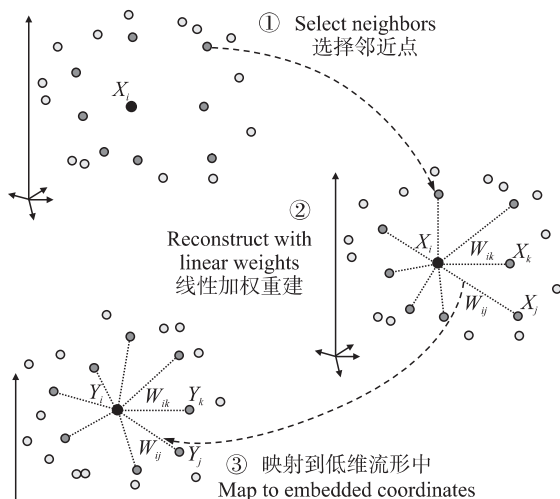 ① Select neighbors
选择邻近点
X_i
②
Reconstruct with
linear weights
线性加权重建
X_i
W_ik
X_k
W_ij
X_j
Y_i
W_ik
Y_k
W_ij
Y_j
③ 映射到低维流形中
Map to embedded coordinates